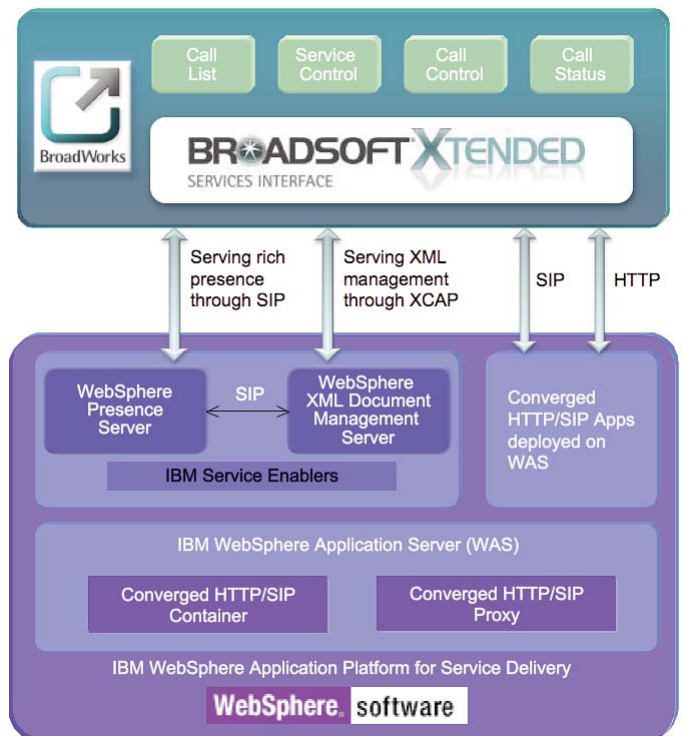 Call
List
Service
Control
Call
Control
Call
Status
BroadWorks
BROADSOFT XTENDED
SERVICES INTERFACE
Serving rich
presence
through SIP
Serving XML
management
through XCAP
SIP
HTTP
WebSphere
Presence
Server
SIP
WebSphere
XML Document
Management
Server
IBM Service Enablers
Converged
HTTP/SIP Apps
deployed on
WAS
IBM WebSphere Application Server (WAS)
Converged HTTP/SIP
Container
Converged HTTP/SIP
Proxy
IBM WebSphere Application Platform for Service Delivery
WebSphere. software